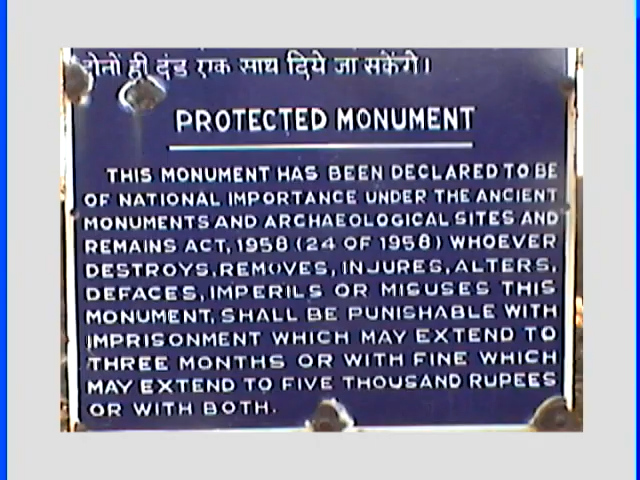 दोनों ही दंड एक साथ दिये जा सकेंगे।
PROTECTED MONUMENT
THIS MONUMENT HAS BEEN DECLARED TO BE
OF NATIONAL IMPORTANCE UNDER THE ANCIENT
MONUMENTS AND ARCHAEOLOGICAL SITES AND
REMAINS ACT, 1958 (24 OF 1958) WHOEVER
DESTROYS, REMOVES, INJURES, ALTERS,
DEFACES, IMPERILS OR MISUSES THIS
MONUMENT, SHALL BE PUNISHABLE WITH
IMPRISONMENT WHICH MAY EXTEND TO
THREE MONTHS OR WITH FINE WHICH
MAY EXTEND TO FIVE THOUSAND RUPEES
OR WITH BOTH.